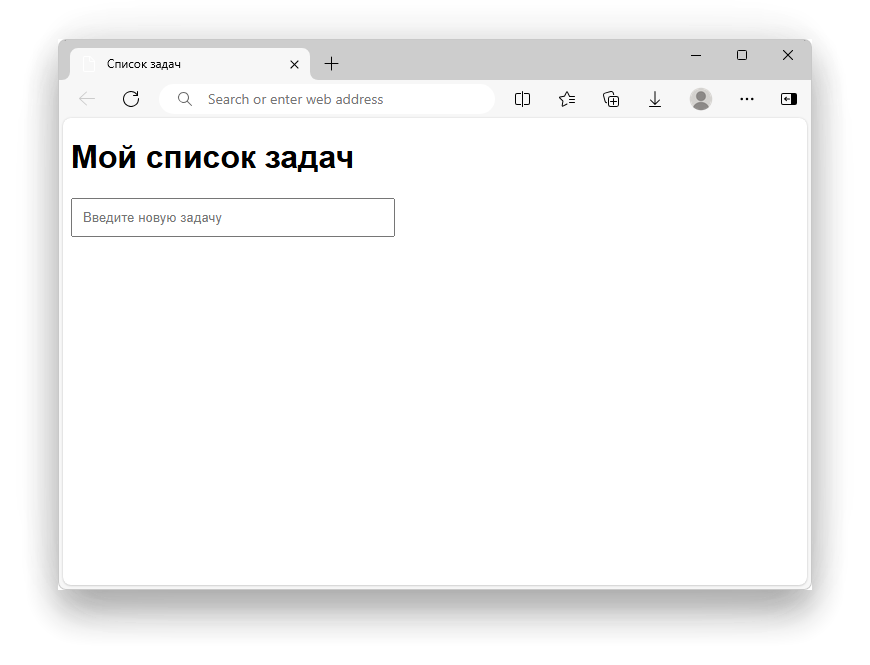 Список задач
Search or enter web address
Мой список задач
Введите новую задачу